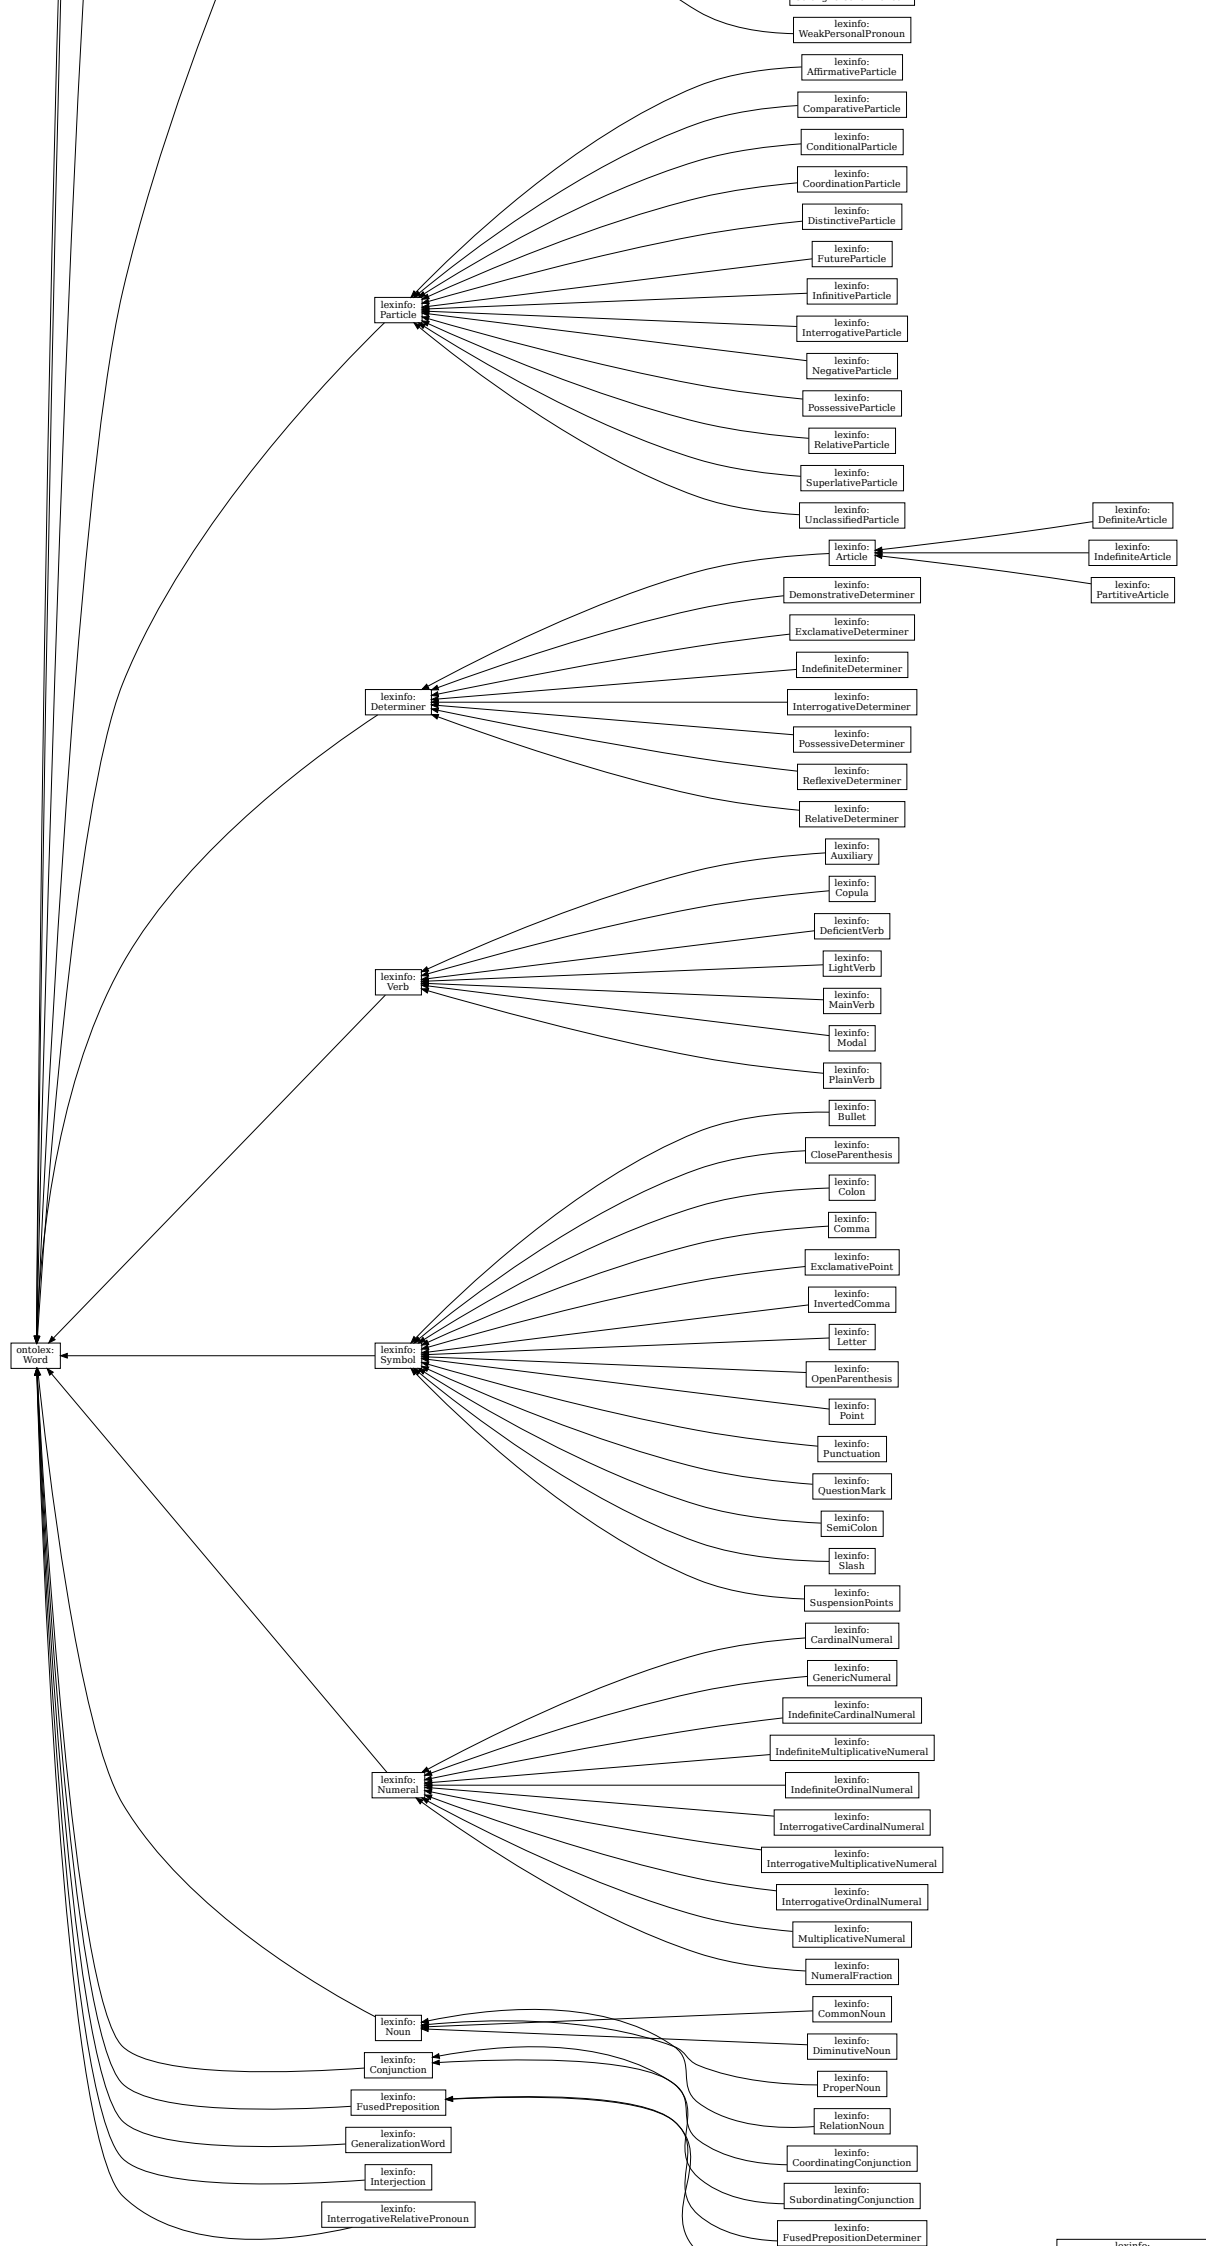 lexinfo:
WeakPersonalPronoun
lexinfo:
AffirmativeParticle
lexinfo:
ComparativeParticle
lexinfo:
ConditionalParticle
lexinfo:
CoordinationParticle
lexinfo:
DistinctiveParticle
lexinfo:
FutureParticle
lexinfo:
InfinitiveParticle
lexinfo:
Particle
lexinfo:
InterrogativeParticle
lexinfo:
NegativeParticle
lexinfo:
PossessiveParticle
lexinfo:
RelativeParticle
lexinfo:
SuperlativeParticle
lexinfo:
UnclassifiedParticle
lexinfo:
DefiniteArticle
lexinfo:
Article
lexinfo:
IndefiniteArticle
lexinfo:
DemonstrativeDeterminer
lexinfo:
PartitiveArticle
lexinfo:
ExclamativeDeterminer
lexinfo:
IndefiniteDeterminer
lexinfo:
Determiner
lexinfo:
InterrogativeDeterminer
lexinfo:
PossessiveDeterminer
lexinfo:
ReflexiveDeterminer
lexinfo:
RelativeDeterminer
lexinfo:
Auxiliary
lexinfo:
Copula
lexinfo:
DeficientVerb
lexinfo:
LightVerb
lexinfo:
Verb
lexinfo:
MainVerb
lexinfo:
Modal
lexinfo:
PlainVerb
lexinfo:
Bullet
lexinfo:
CloseParenthesis
lexinfo:
Colon
lexinfo:
Comma
lexinfo:
ExclamativePoint
lexinfo:
InvertedComma
lexinfo:
Letter
ontolex:
Word
lexinfo:
Symbol
lexinfo:
OpenParenthesis
lexinfo:
Point
lexinfo:
Punctuation
lexinfo:
QuestionMark
lexinfo:
SemiColon
lexinfo:
Slash
lexinfo:
SuspensionPoints
lexinfo:
CardinalNumeral
lexinfo:
GenericNumeral
lexinfo:
IndefiniteCardinalNumeral
lexinfo:
IndefiniteMultiplicativeNumeral
lexinfo:
Numeral
lexinfo:
IndefiniteOrdinalNumeral
lexinfo:
InterrogativeCardinalNumeral
lexinfo:
InterrogativeMultiplicativeNumeral
lexinfo:
InterrogativeOrdinalNumeral
lexinfo:
MultiplicativeNumeral
lexinfo:
NumeralFraction
lexinfo:
CommonNoun
lexinfo:
Noun
lexinfo:
DiminutiveNoun
lexinfo:
Conjunction
lexinfo:
ProperNoun
lexinfo:
FusedPreposition
lexinfo:
RelationNoun
lexinfo:
GeneralizationWord
lexinfo:
CoordinatingConjunction
lexinfo:
Interjection
lexinfo:
SubordinatingConjunction
lexinfo:
InterrogativeRelativePronoun
lexinfo:
FusedPrepositionDeterminer